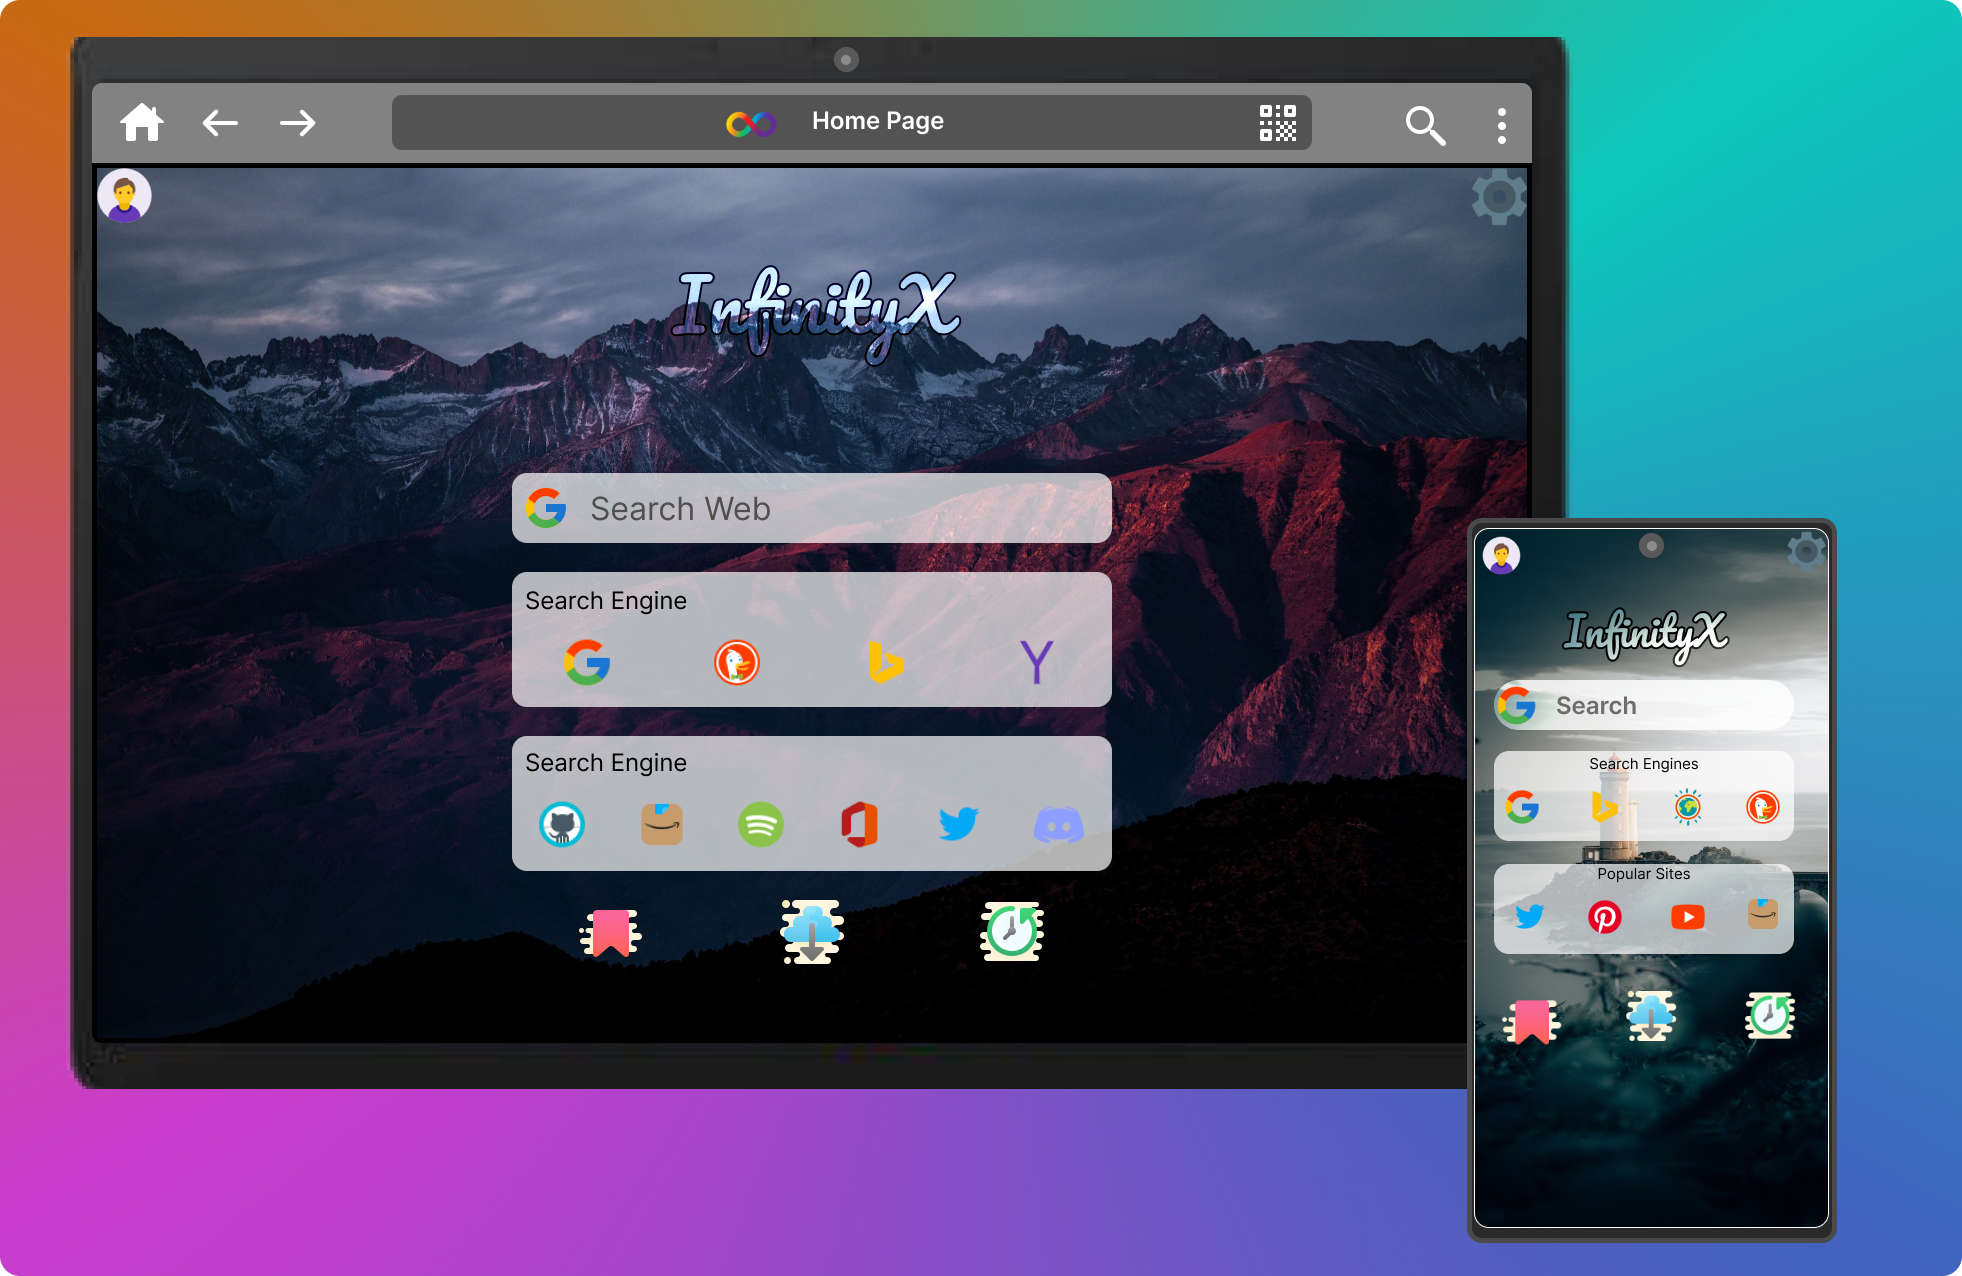 Home Page
InfinityX
Search Web
Search Engine
Search Engine
InfinityX
Search
Search Engines
Popular Sites